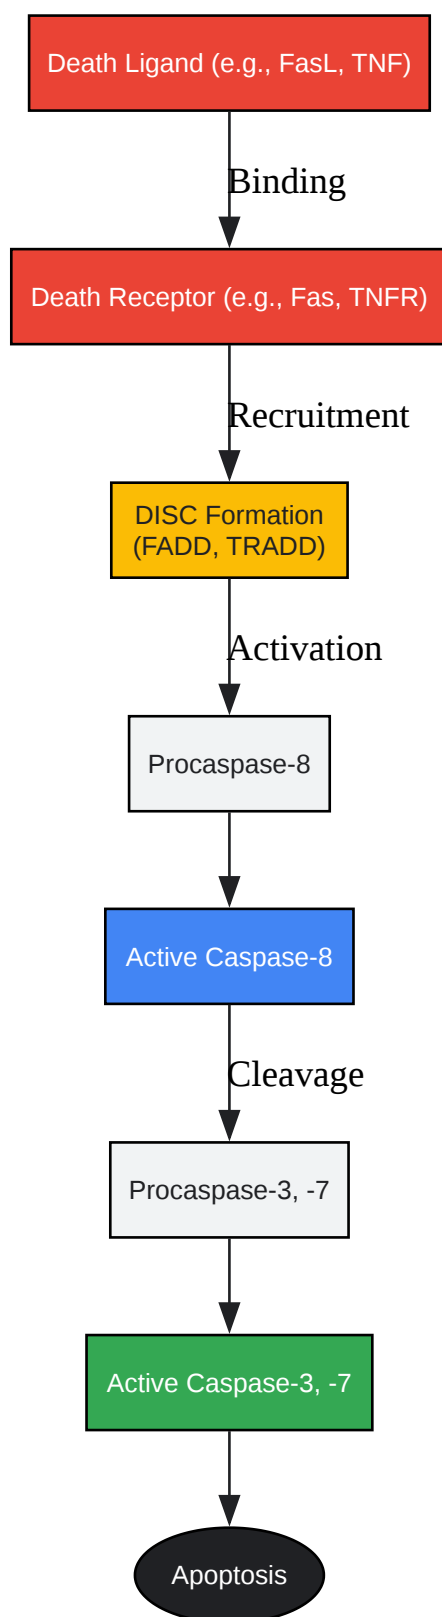 Death Ligand (e.g., FasL, TNF)
Binding
Death Receptor (e.g., Fas, TNFR)
Recruitment
DISC Formation
(FADD, TRADD)
Activation
Procaspase-8
Active Caspase-8
Cleavage
Procaspase-3, -7
Active Caspase-3, -7
Apoptosis